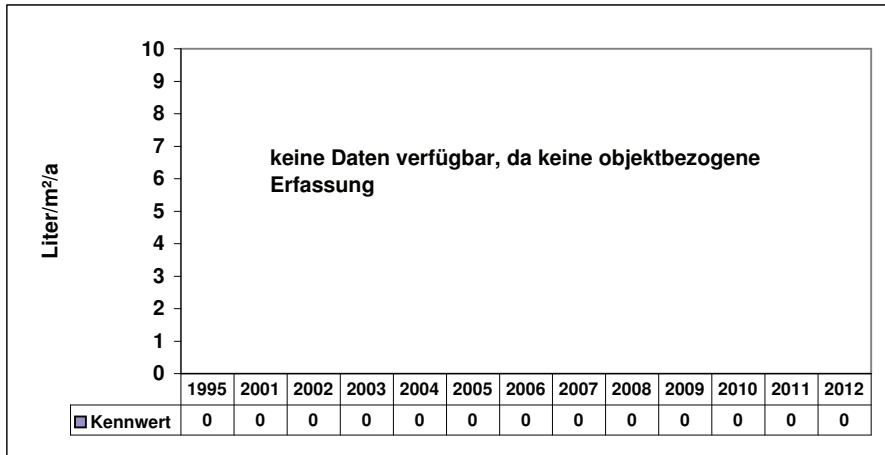 10
9
8
7
6
5
4
3
2
1
0
Liter/m²/a
keine Daten verfügbar, da keine objektbezogene
Erfassung
1995 2001 2002 2003 2004 2005 2006 2007 2008 2009 2010 2011 2012
Kennwert 0 0 0 0 0 0 0 0 0 0 0 0 0